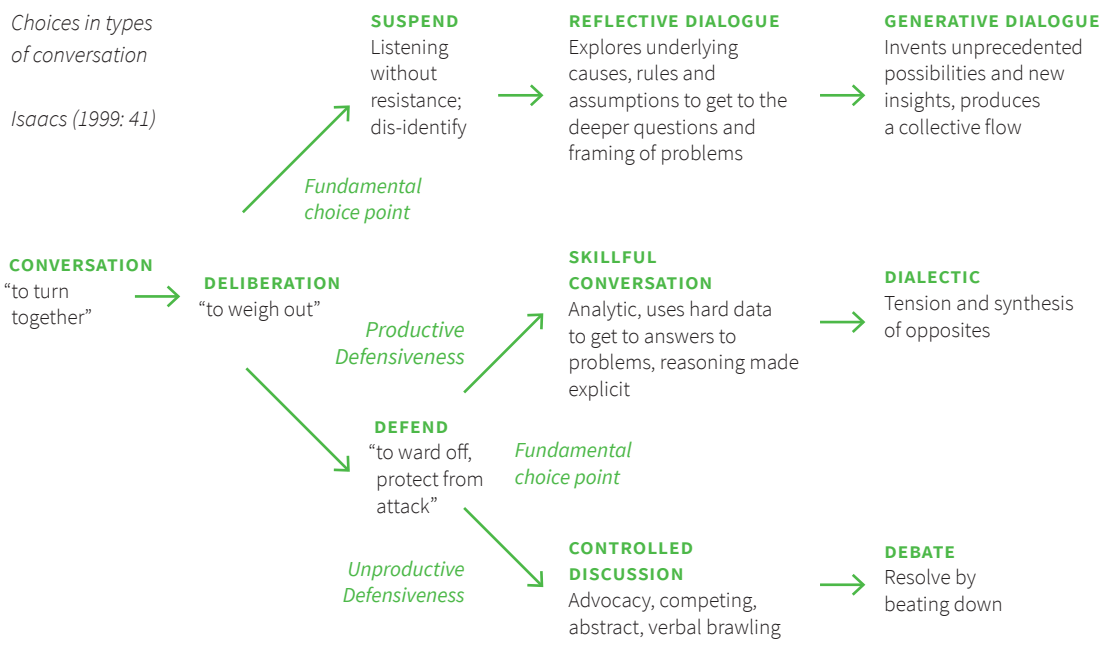 Choices in types
of conversation
Isaacs (1999: 41)
SUSPEND
Listening
without
resistance;
dis-identify
REFLECTIVE DIALOGUE
Explores underlying
causes, rules and
assumptions to get to the
deeper questions and
framing of problems
GENERATIVE DIALOGUE
Invents unprecedented
possibilities and new
insights, produces
a collective flow
Fundamental
choice point
CONVERSATION
“to turn
together”
DELIBERATION
“to weigh out”
Productive
Defensiveness
SKILLFUL
CONVERSATION
Analytic, uses hard data
to get to answers to
problems, reasoning made
explicit
DIALECTIC
Tension and synthesis
of opposites
DEFEND
“to ward off,
protect from
attack”
Fundamental
choice point
Unproductive
Defensiveness
CONTROLLED
DISCUSSION
Advocacy, competing,
abstract, verbal brawling
DEBATE
Resolve by
beating down